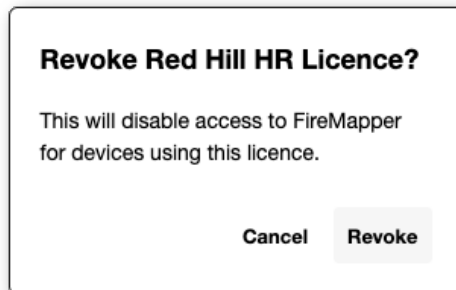 Revoke Red Hill HR Licence?
This will disable access to FireMapper
for devices using this licence.
Cancel Revoke